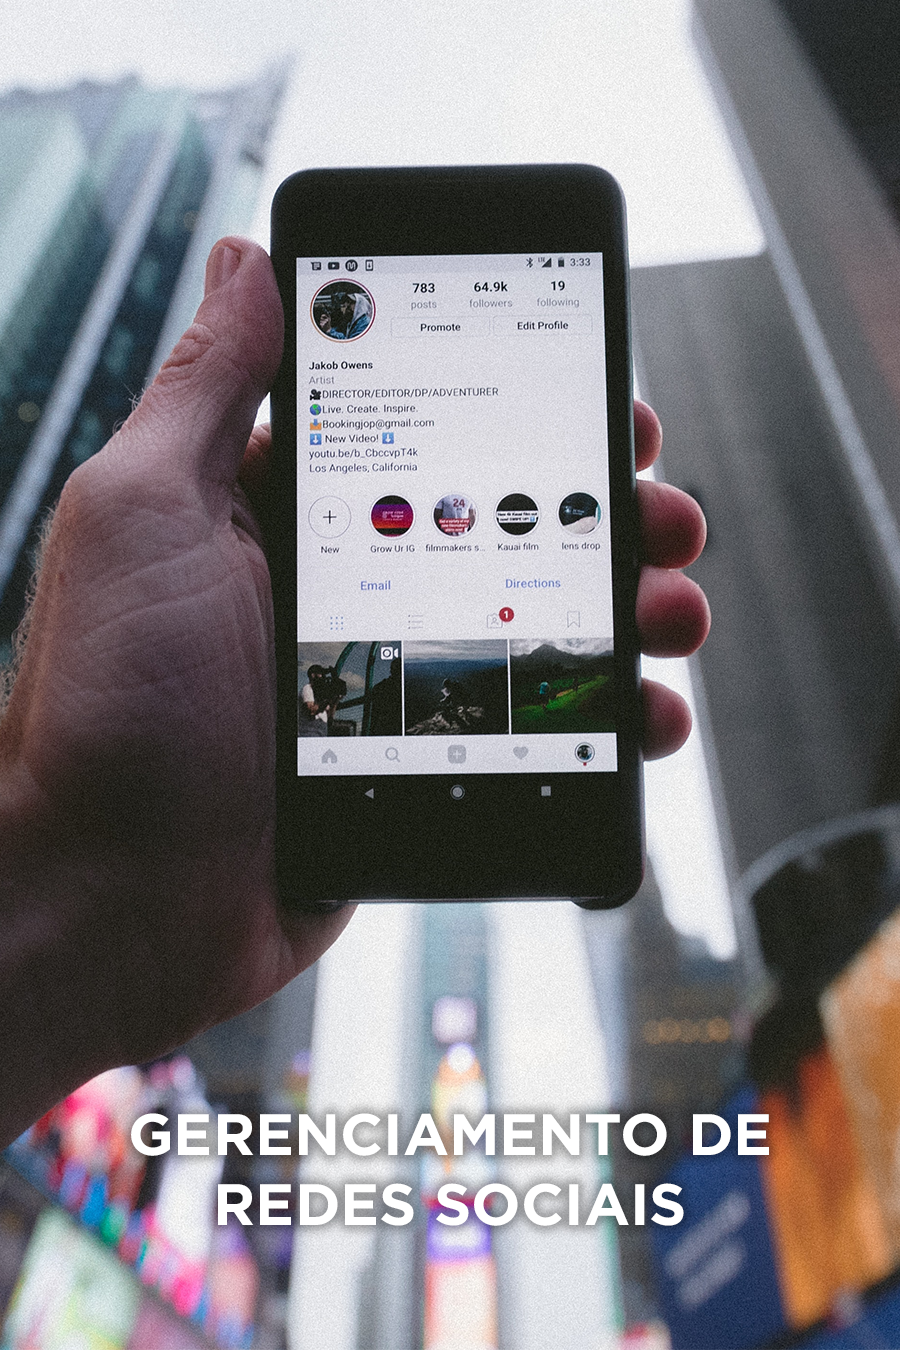 3:33
783 64.9k 19
posts followers following
Promote Edit Profile
Jakob Owens
Artist
🎥DIRECTOR/EDITOR/DP/ADVENTURER
🌎Live. Create. Inspire.
📩Bookingjop@gmail.com
⬇️ New Video! ⬇️
youtu.be/b_CbccvpT4k
Los Angeles, California
24
New Grow Ur IG filmmakers s... Kauai film lens drop
Email Directions
1
GERENCIAMENTO DE
REDES SOCIAIS